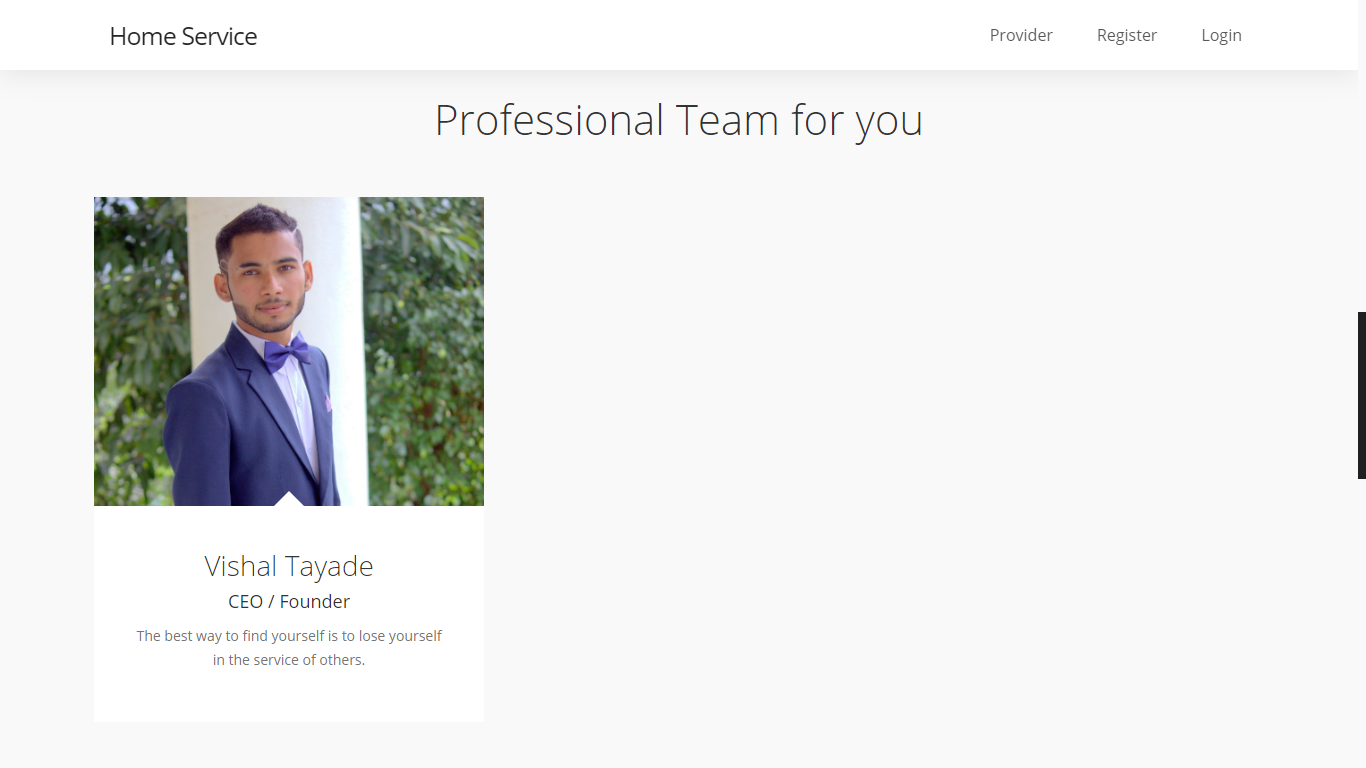 Home Service
Provider
Register
Login
Professional Team for you
Vishal Tayade
CEO / Founder
The best way to find yourself is to lose yourself
in the service of others.